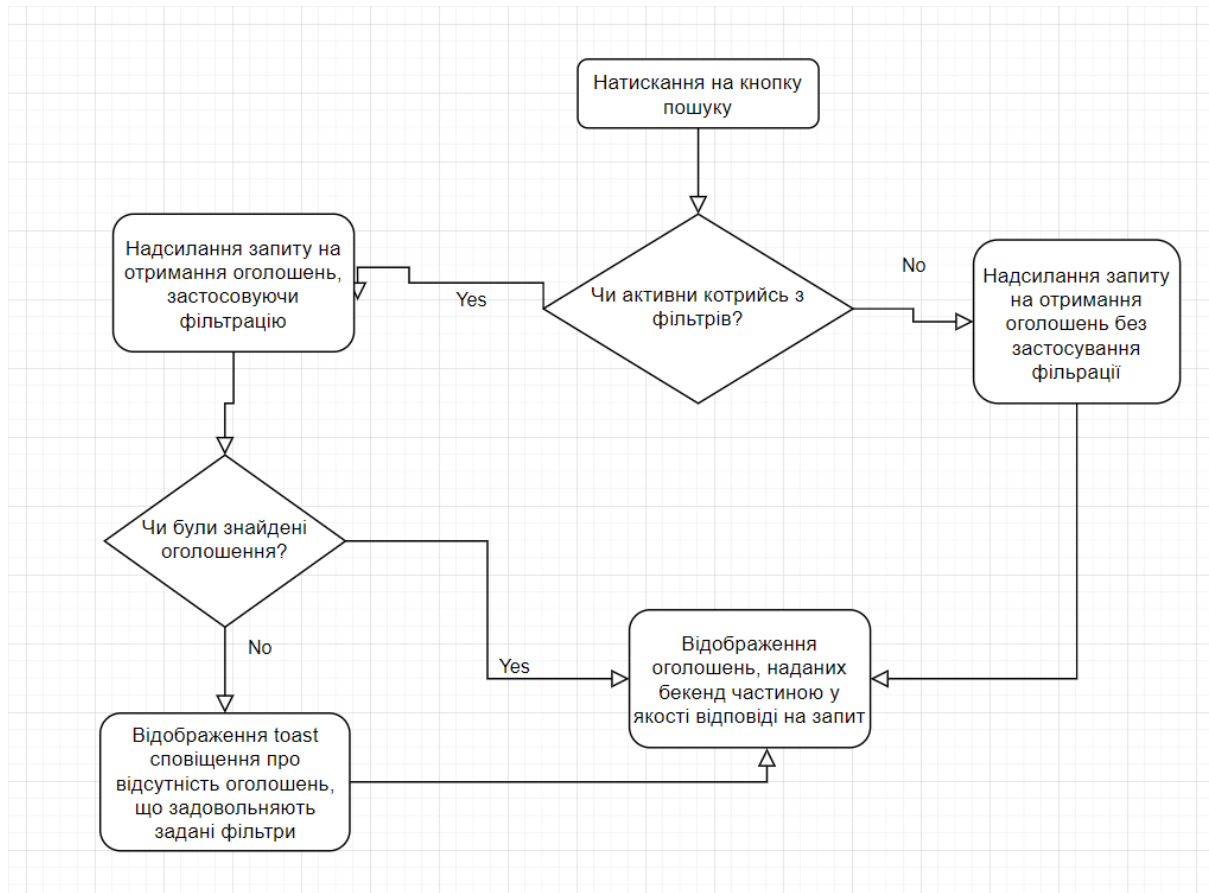 Натискання на кнопку
пошуку
Надсилання запиту на
отримання оголошень,
застосовуючи
фільтрацію
Yes
Чи активни котрийсь з
фільтрів?
No
Надсилання запиту
на отримання
оголошень без
застосування
фільрації
Чи були знайдені
оголошення?
No
Yes
Відображення
оголошень, наданих
бекенд частиною у
якості відповіді на запит
Відображення toast
сповіщення про
відсутність оголошень,
що задовольняють
задані фільтри